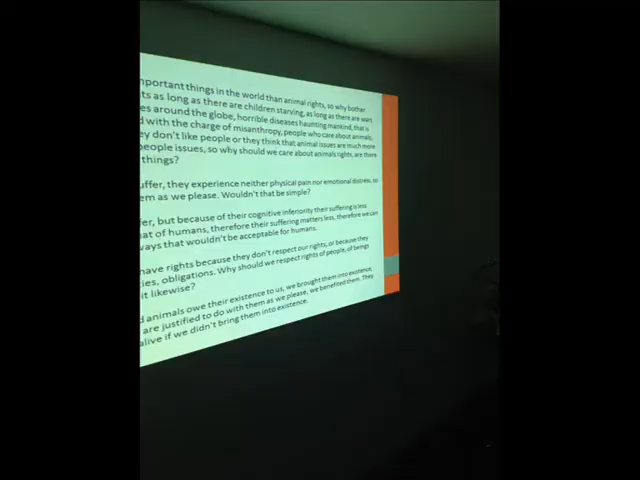 mportant things in the world than animal rights, so why bother
ts as long as there are children starving, as long as there are wars
es around the globe, horrible diseases haunting mankind, that is
d with the charge of misanthropy, people who care about animals,
ey don't like people or they think that animal issues are much more
people issues, so why should we care about animals rights, are there
things?
uffer, they experience neither physical pain nor emotional distress, so
em as we please. Wouldn't that be simple?
fer, but because of their cognitive inferiority their suffering is less
hat of humans, therefore their suffering matters less, therefore we can
ways that wouldn't be acceptable for humans.
have rights because they don't respect our rights, or because they
ies, obligations. Why should we respect rights of people, of beings
it likewise?
d animals owe their existence to us, we brought them into existence,
are justified to do with them as we please, we benefited them. They
alive if we didn't bring them into existence.